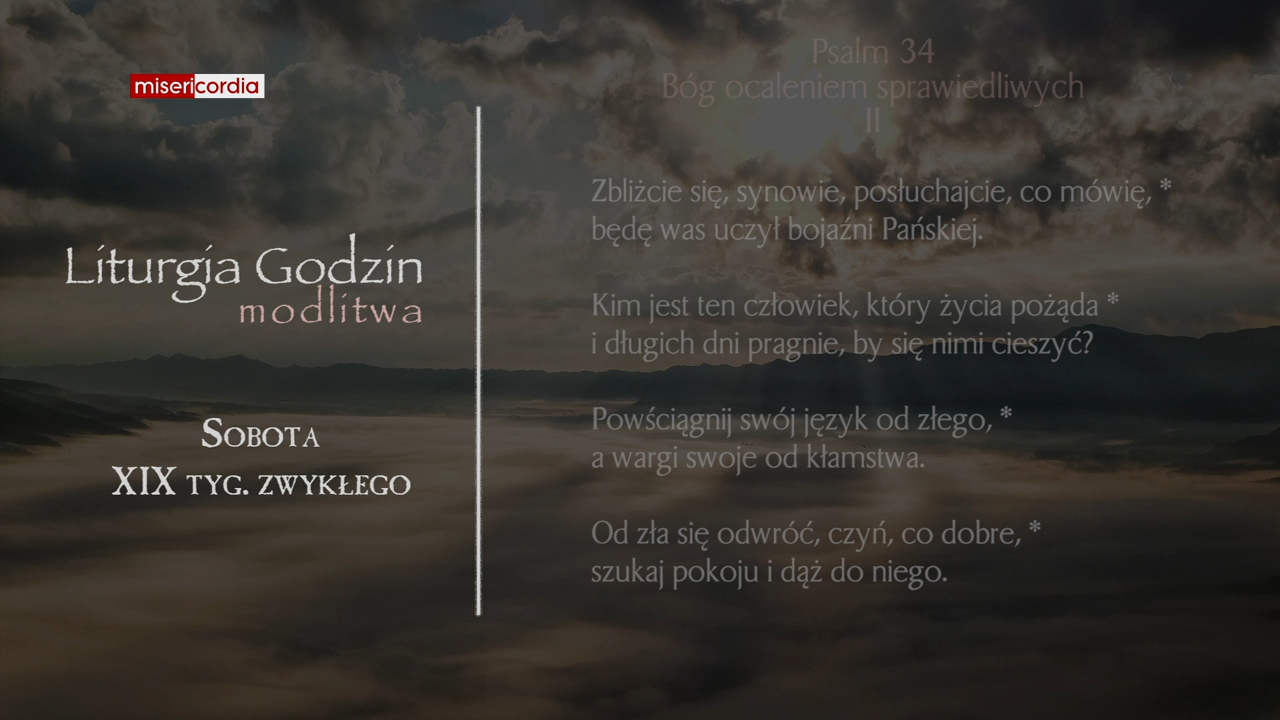 misericordia
Liturgia Godzin
modlitwa
Sobota
XIX tyg. zwykłego
Psalm 34
Bóg ocaleniem sprawiedliwych
II
Zbliżcie się, synowie, posłuchajcie, co mówię, *
będę was uczył bojaźni Pańskiej.
Kim jest ten człowiek, który życia pożąda *
i długich dni pragnie, by się nimi cieszyć?
Powściągnij swój język od złego, *
a wargi swoje od kłamstwa.
Od zła się odwróć, czyń, co dobre, *
szukaj pokoju i dąż do niego.